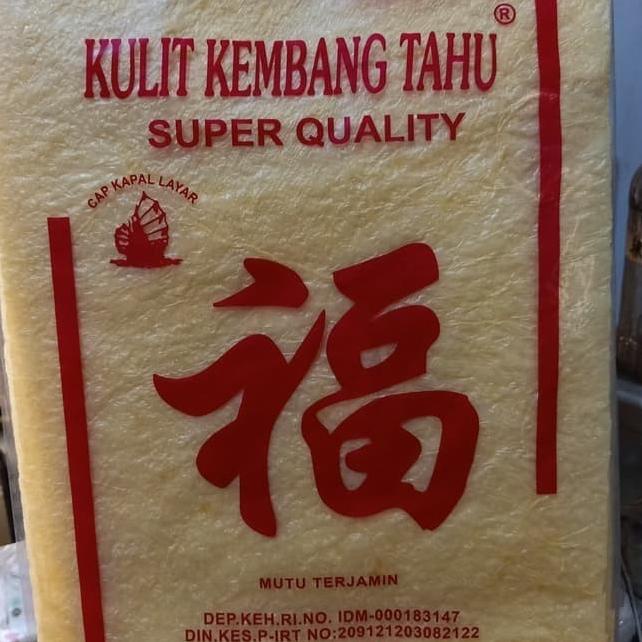 ®
KULIT KEMBANG TAHU
SUPER QUALITY
CAP KAPAL LAYAR
福
MUTU TERJAMIN
DEP.KEH.RI.NO. IDM-000183147
DIN.KES.P-IRT NO:209121203082122